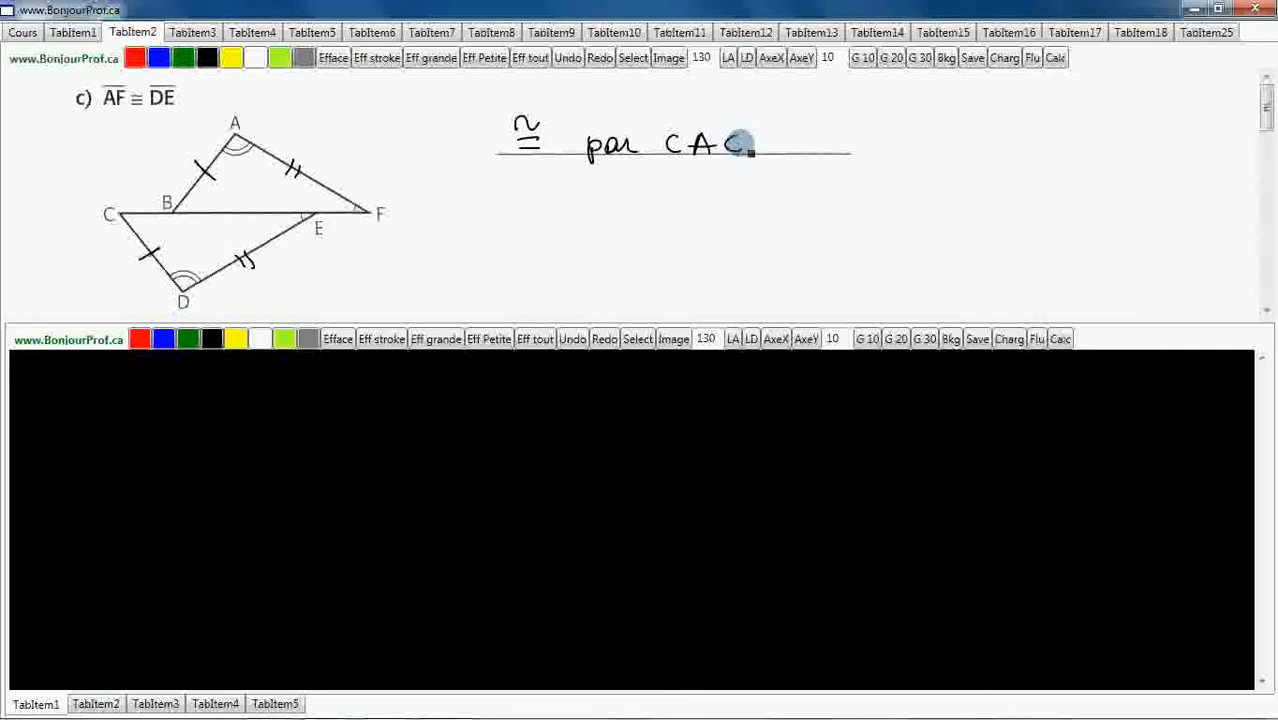 www.BonjourProf.ca
Cours TabItem1 TabItem2 TabItem3 TabItem4 TabItem5 TabItem6 TabItem7 TabItem8 TabItem9 TabItem10 TabItem11 TabItem12 TabItem13 TabItem14 TabItem15 TabItem16 TabItem17 TabItem18 TabItem25
www.BonjourProf.ca Efface Eff stroke Eff grande Eff Petite Eff tout Undo Redo Select Image 130 LA LD AxeX AxeY 10 G 10 G 20 G 30 Bkg Save Charg Flu Calc
c) AF ≅ DE
≅ par CAC.
A
B
C
F
E
D
www.BonjourProf.ca Efface Eff stroke Eff grande Eff Petite Eff tout Undo Redo Select Image 130 LA LD AxeX AxeY 10 G 10 G 20 G 30 Bkg Save Charg Flu Calc
TabItem1 TabItem2 TabItem3 TabItem4 TabItem5